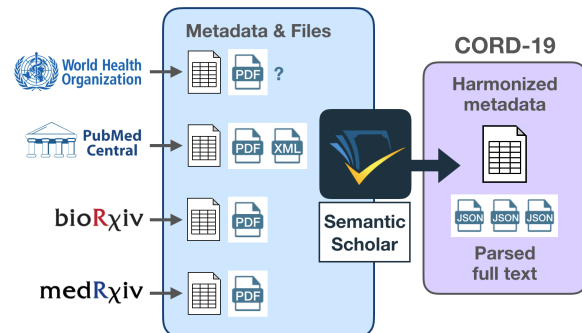 Metadata & Files
World Health
Organization
PDF ?
PubMed
Central
PDF XML
bioRχiv
PDF
medRχiv
PDF
Semantic
Scholar
CORD-19
Harmonized
metadata
JSON JSON JSON
Parsed
full text